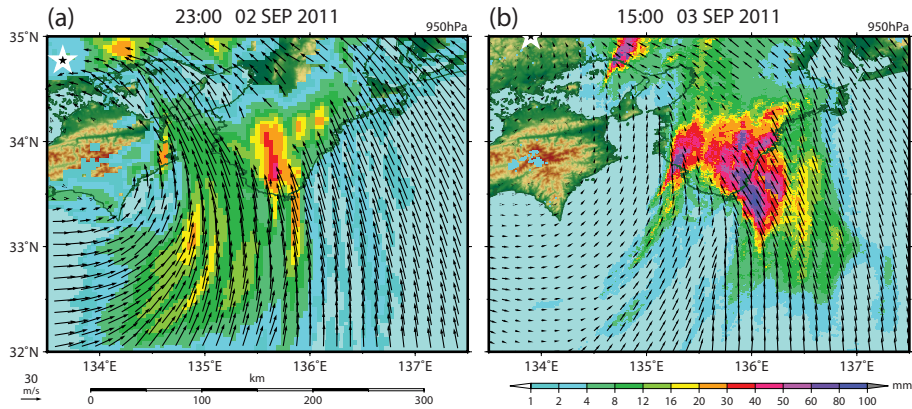 (a) 23:00 02 SEP 2011 950hPa
35°N
34°N
33°N
32°N
134°E 135°E 136°E 137°E
(b) 15:00 03 SEP 2011 950hPa
134°E 135°E 136°E 137°E
30
m/s
km
0 100 200 300
mm
1 2 4 8 12 16 20 30 40 50 60 80 100